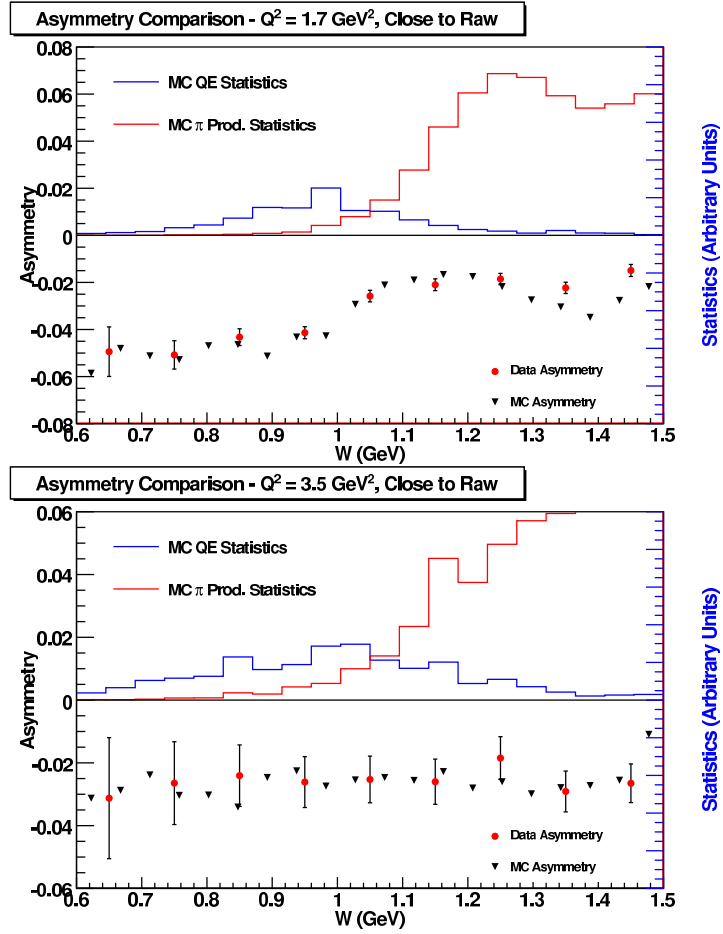 Asymmetry Comparison - Q² = 1.7 GeV², Close to Raw
0.08
0.06
0.04
0.02
0
-0.02
-0.04
-0.06
-0.08
Asymmetry
MC QE Statistics
MC π Prod. Statistics
Data Asymmetry
MC Asymmetry
0.6 0.7 0.8 0.9 1 1.1 1.2 1.3 1.4 1.5
W (GeV)
Statistics (Arbitrary Units)
Asymmetry Comparison - Q² = 3.5 GeV², Close to Raw
0.06
0.04
0.02
0
-0.02
-0.04
-0.06
Asymmetry
MC QE Statistics
MC π Prod. Statistics
Data Asymmetry
MC Asymmetry
0.6 0.7 0.8 0.9 1 1.1 1.2 1.3 1.4 1.5
W (GeV)
Statistics (Arbitrary Units)